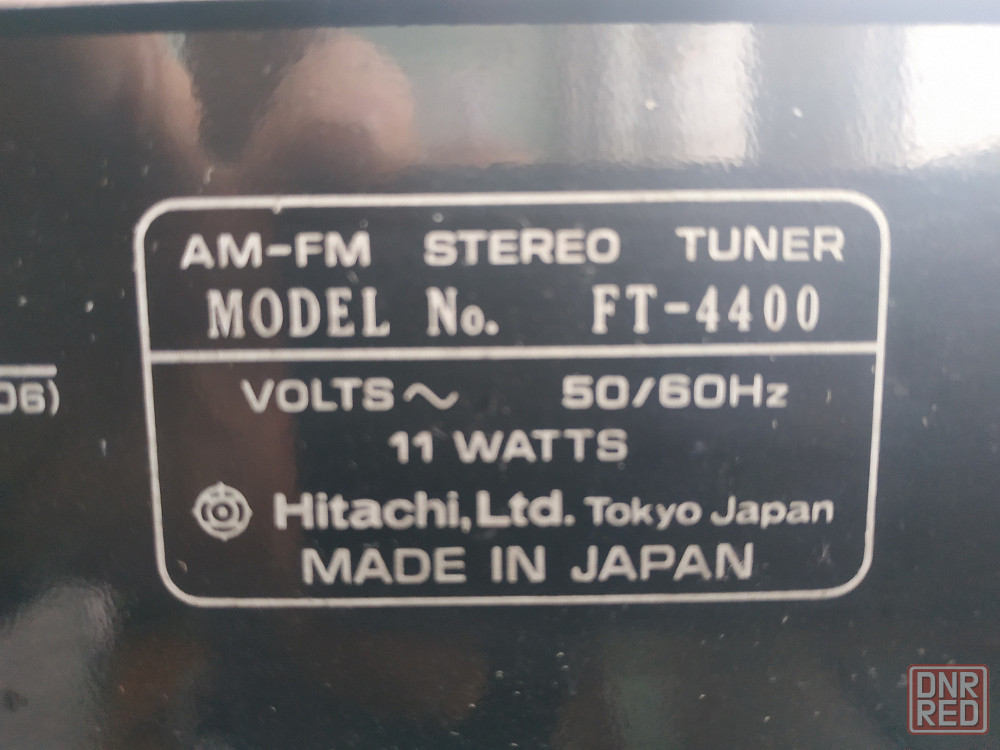 AM-FM STEREO TUNER
MODEL No. FT-4400
06)
VOLTS~ 50/60Hz
11 WATTS
Hitachi, Ltd. Tokyo Japan
MADE IN JAPAN
DNR
RED